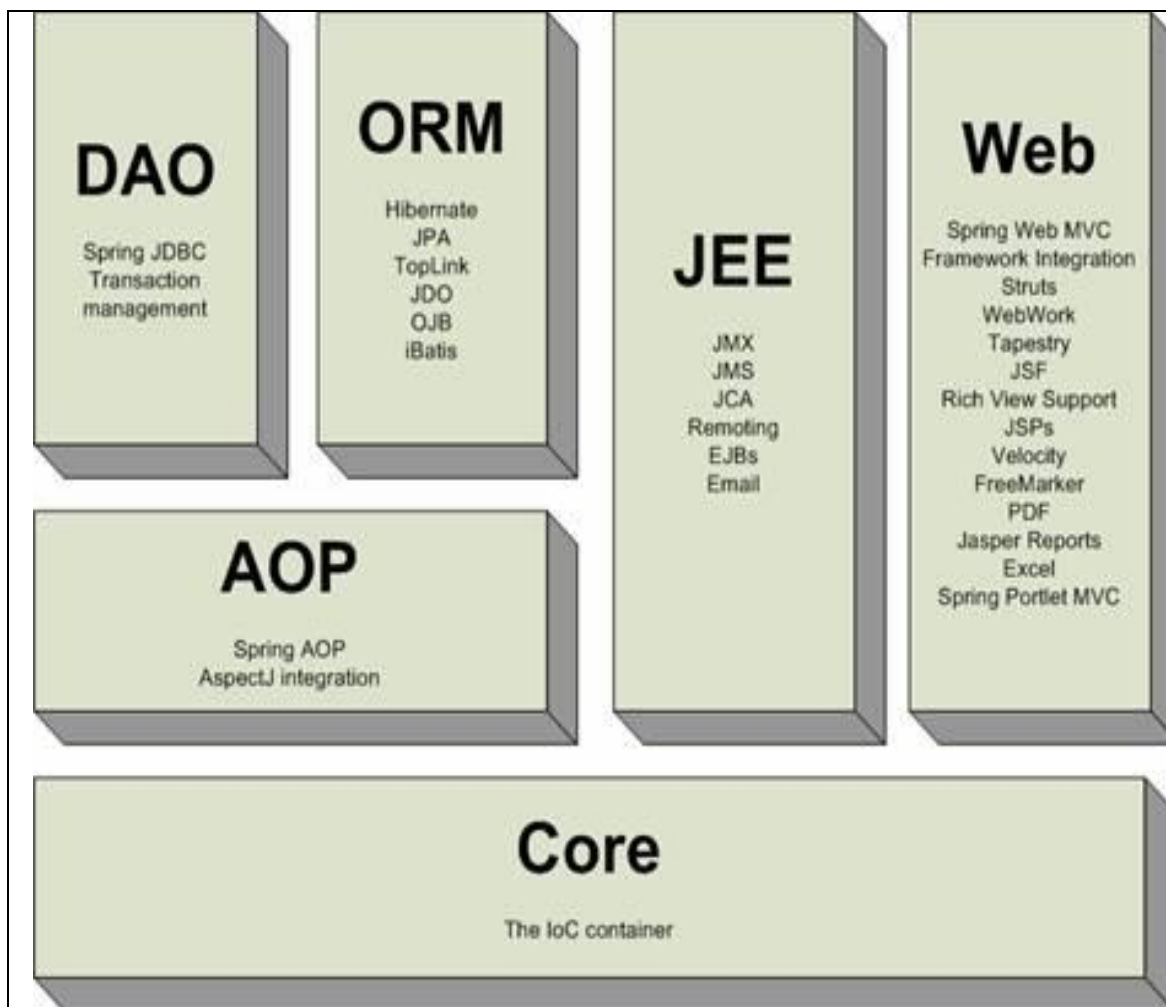 DAO
Spring JDBC
Transaction
management
ORM
Hibernate
JPA
TopLink
JDO
OJB
iBatis
JEE
JMX
JMS
JCA
Remoting
EJBs
Email
Web
Spring Web MVC
Framework Integration
Struts
WebWork
Tapestry
JSF
Rich View Support
JSPs
Velocity
FreeMarker
PDF
Jasper Reports
Excel
Spring Portlet MVC
AOP
Spring AOP
AspectJ integration
Core
The IoC container